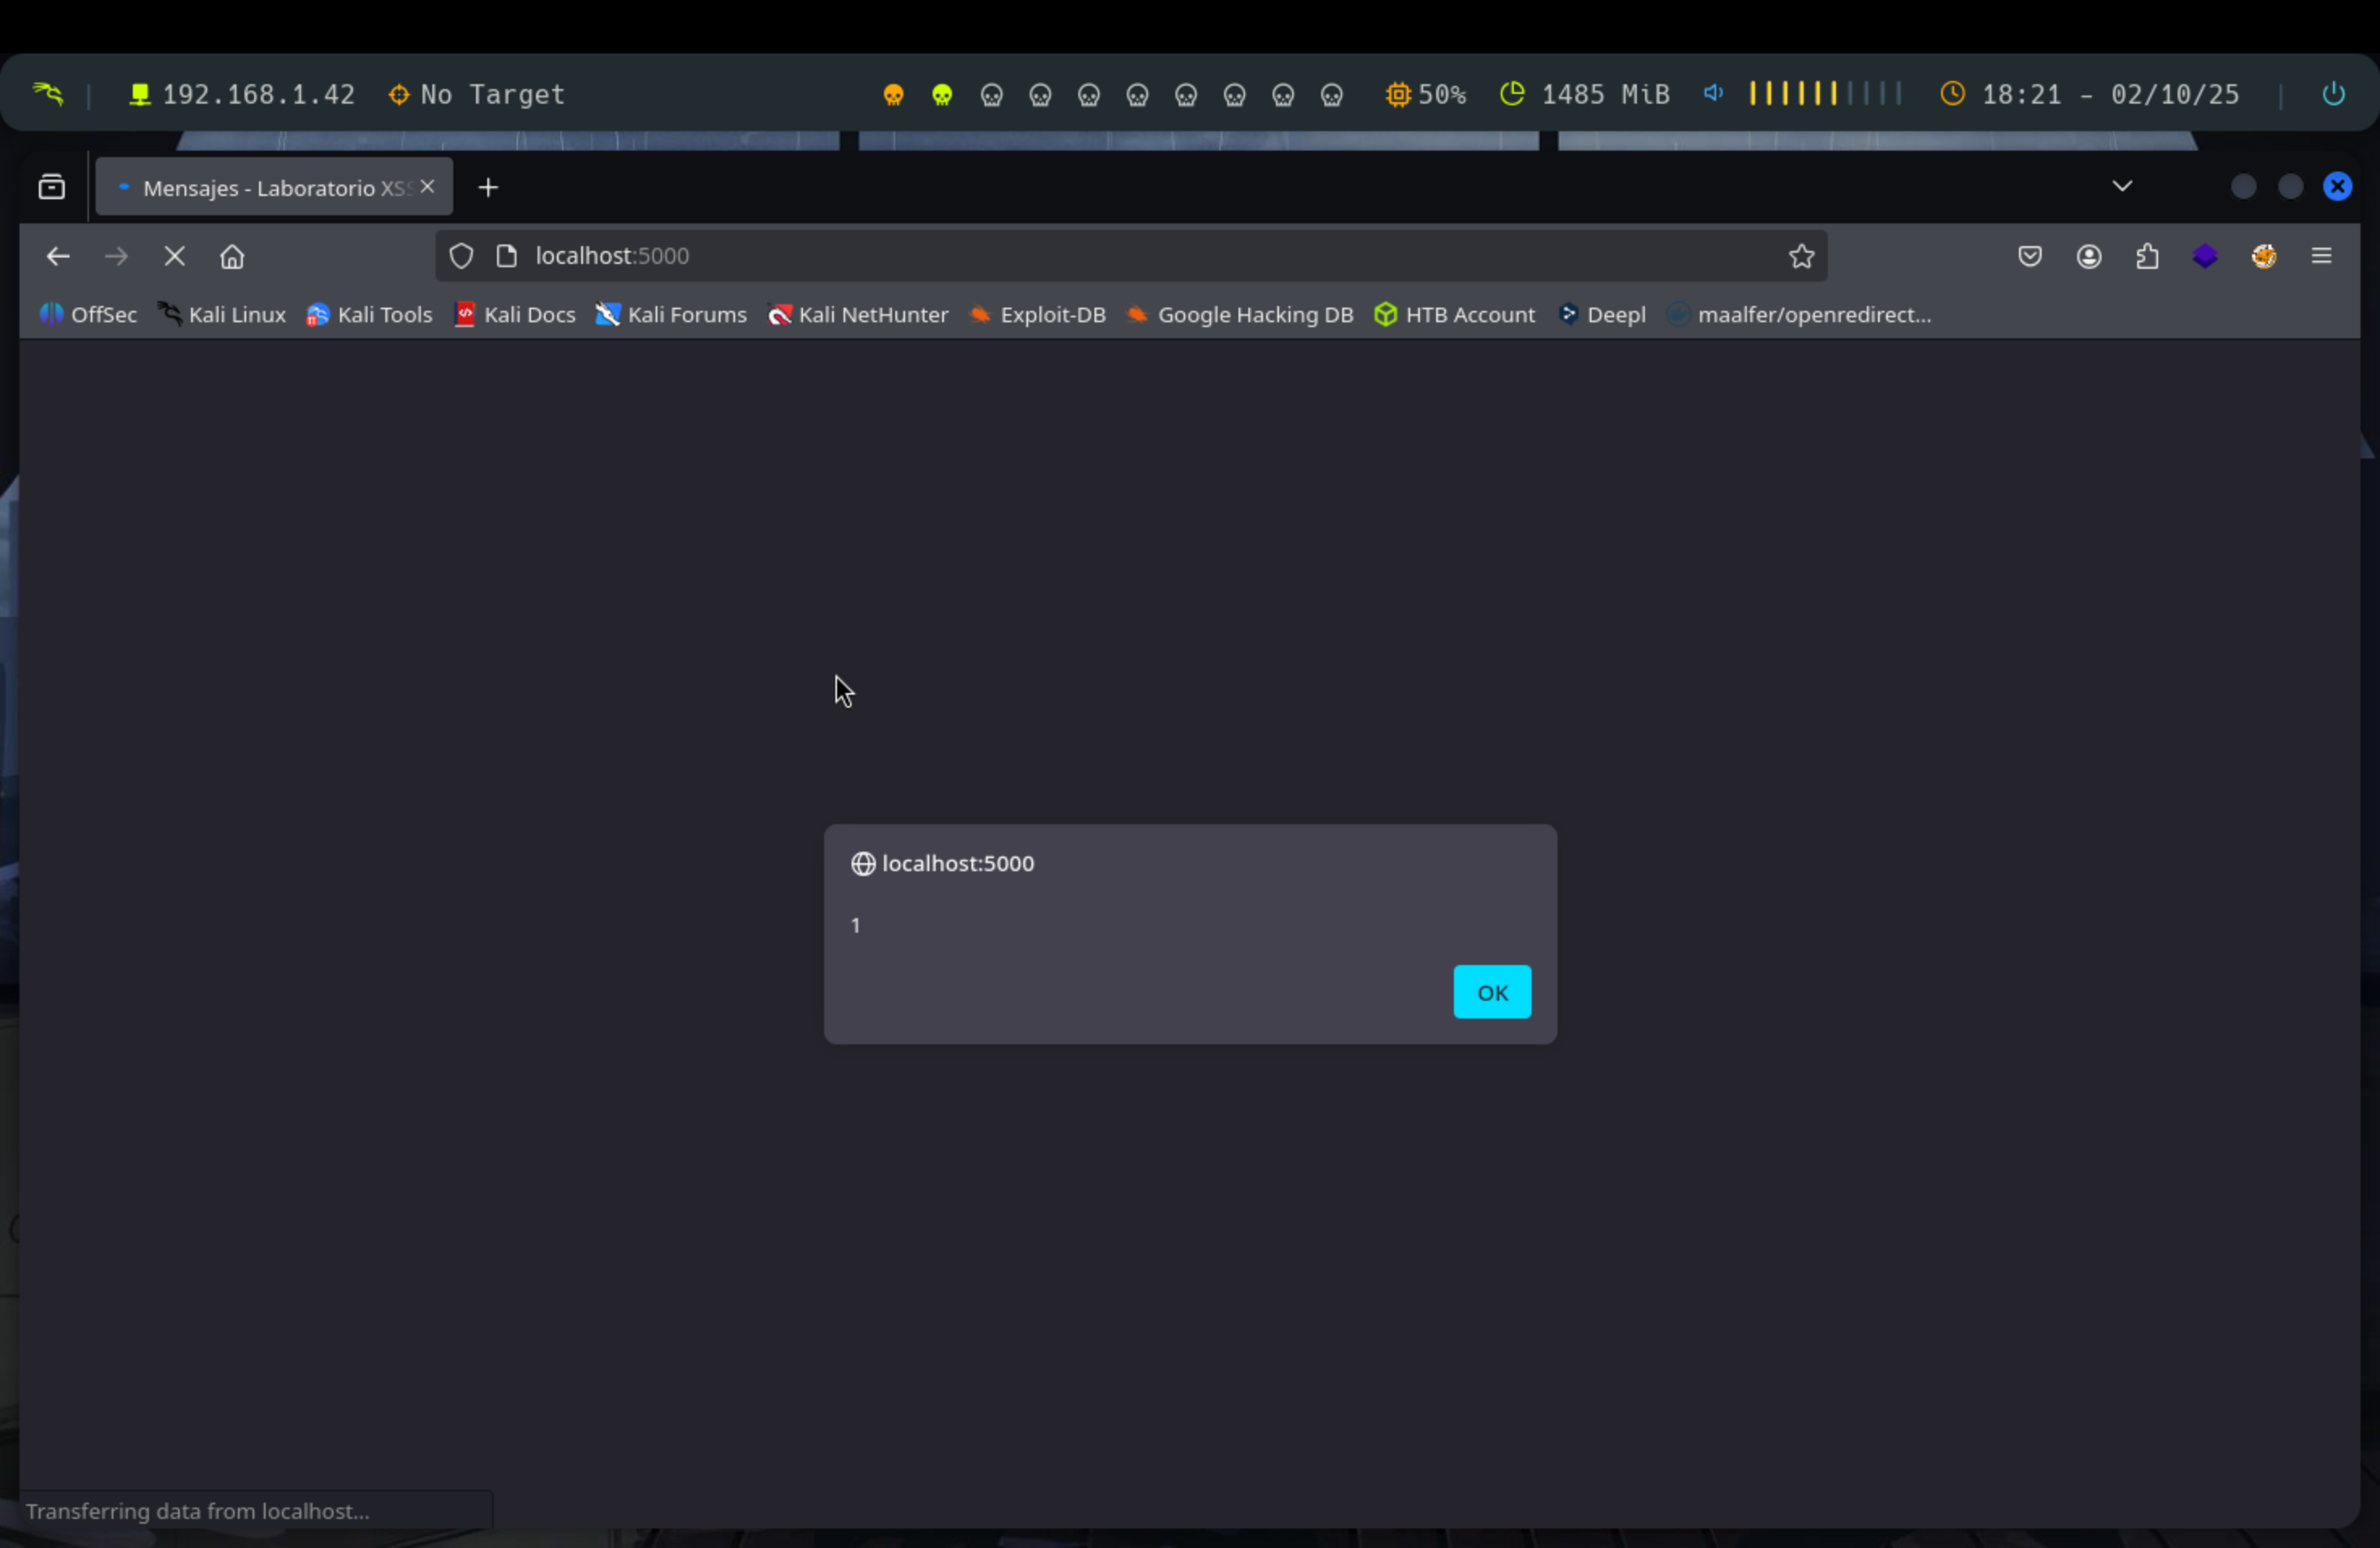 192.168.1.42 No Target 50% 1485 MiB 18:21 - 02/10/25
Mensajes - Laboratorio XSS
localhost:5000
OffSec Kali Linux Kali Tools Kali Docs Kali Forums Kali NetHunter Exploit-DB Google Hacking DB HTB Account Deepl maalfer/openredirect...
localhost:5000
1
OK
Transferring data from localhost...